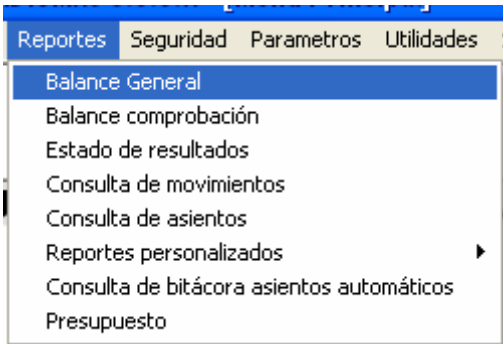 Reportes Seguridad Parametros Utilidades
Balance General
Balance comprobación
Estado de resultados
Consulta de movimientos
Consulta de asientos
Reportes personalizados
Consulta de bitácora asientos automáticos
Presupuesto